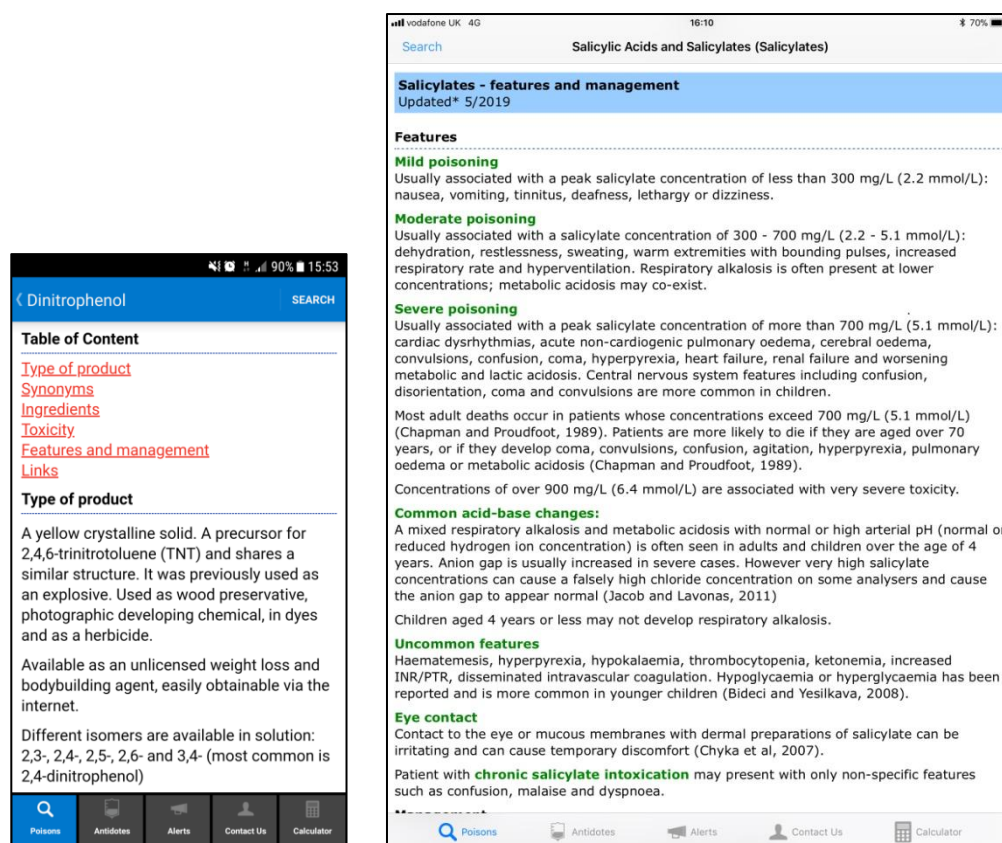 90% 15:53
Dinitrophenol
SEARCH
Table of Content
Type of product
Synonyms
Ingredients
Toxicity
Features and management
Links
Type of product
A yellow crystalline solid. A precursor for
2,4,6-trinitrotoluene (TNT) and shares a
similar structure. It was previously used as
an explosive. Used as wood preservative,
photographic developing chemical, in dyes
and as a herbicide.
Available as an unlicensed weight loss and
bodybuilding agent, easily obtainable via the
internet.
Different isomers are available in solution:
2,3-, 2,4-, 2,5-, 2,6- and 3,4- (most common is
2,4-dinitrophenol)
Poisons Antidotes Alerts Contact Us Calculator
vodafone UK 4G 16:10 70%
Search Salicylic Acids and Salicylates (Salicylates)
Salicylates - features and management
Updated* 5/2019
Features
Mild poisoning
Usually associated with a peak salicylate concentration of less than 300 mg/L (2.2 mmol/L):
nausea, vomiting, tinnitus, deafness, lethargy or dizziness.
Moderate poisoning
Usually associated with a salicylate concentration of 300 - 700 mg/L (2.2 - 5.1 mmol/L):
dehydration, restlessness, sweating, warm extremities with bounding pulses, increased
respiratory rate and hyperventilation. Respiratory alkalosis is often present at lower
concentrations; metabolic acidosis may co-exist.
Severe poisoning
Usually associated with a peak salicylate concentration of more than 700 mg/L (5.1 mmol/L):
cardiac dysrhythmias, acute non-cardiogenic pulmonary oedema, cerebral oedema,
convulsions, confusion, coma, hyperpyrexia, heart failure, renal failure and worsening
metabolic and lactic acidosis. Central nervous system features including confusion,
disorientation, coma and convulsions are more common in children.
Most adult deaths occur in patients whose concentrations exceed 700 mg/L (5.1 mmol/L)
(Chapman and Proudfoot, 1989). Patients are more likely to die if they are aged over 70
years, or if they develop coma, convulsions, confusion, agitation, hyperpyrexia, pulmonary
oedema or metabolic acidosis (Chapman and Proudfoot, 1989).
Concentrations of over 900 mg/L (6.4 mmol/L) are associated with very severe toxicity.
Common acid-base changes:
A mixed respiratory alkalosis and metabolic acidosis with normal or high arterial pH (normal or
reduced hydrogen ion concentration) is often seen in adults and children over the age of 4
years. Anion gap is usually increased in severe cases. However very high salicylate
concentrations can cause a falsely high chloride concentration on some analysers and cause
the anion gap to appear normal (Jacob and Lavonas, 2011)
Children aged 4 years or less may not develop respiratory alkalosis.
Uncommon features
Haematemesis, hyperpyrexia, hypokalaemia, thrombocytopenia, ketonemia, increased
INR/PTR, disseminated intravascular coagulation. Hypoglycaemia or hyperglycaemia has been
reported and is more common in younger children (Bideci and Yesilkava, 2008).
Eye contact
Contact to the eye or mucous membranes with dermal preparations of salicylate can be
irritating and can cause temporary discomfort (Chyka et al, 2007).
Patient with chronic salicylate intoxication may present with only non-specific features
such as confusion, malaise and dyspnoea.
Poisons Antidotes Alerts Contact Us Calculator